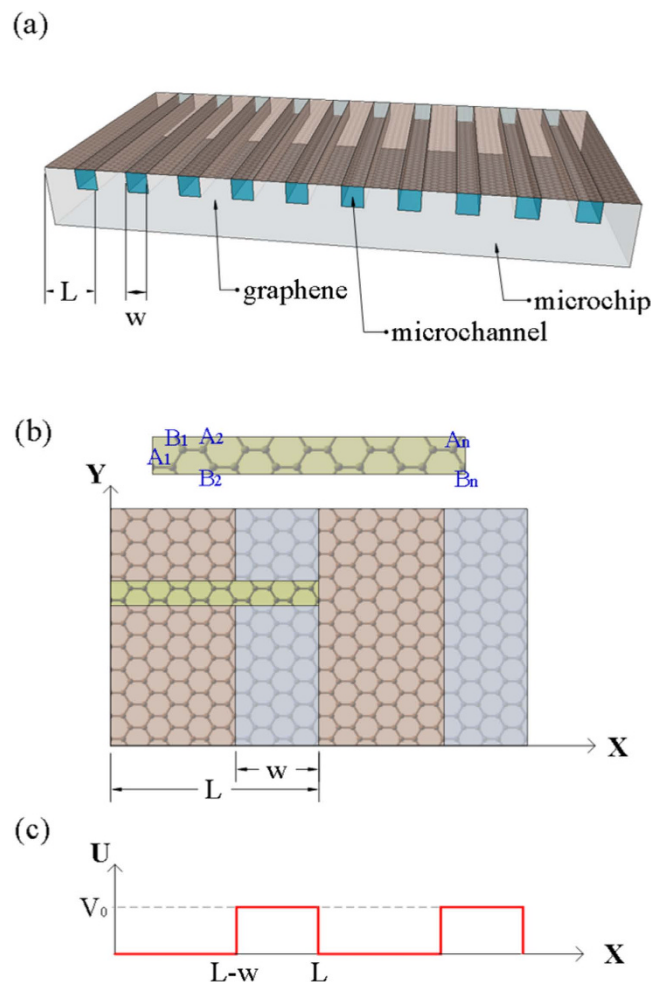 (a)
L
w
graphene
microchannel
microchip
(b)
B1 A2 An
A1
B2 Bn
Y
X
w
L
(c)
U
V0
L-w L
X